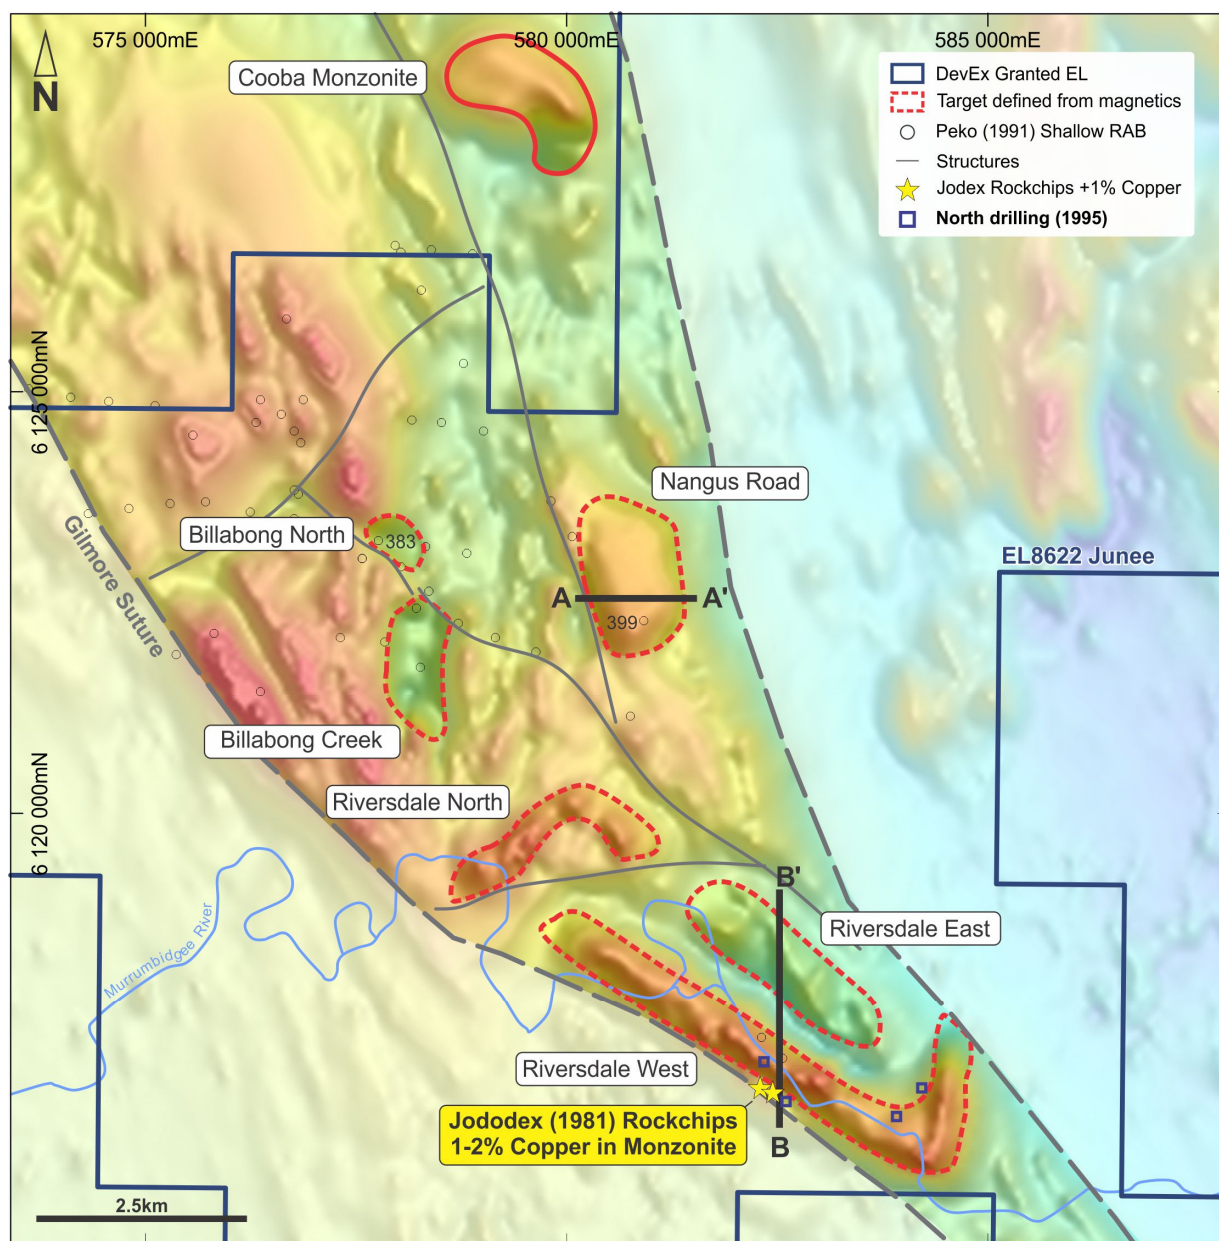 575 000mE
580 000mE
585 000mE
N
Cooba Monzonite
DevEx Granted EL
Target defined from magnetics
Peko (1991) Shallow RAB
Structures
Jodex Rockchips +1% Copper
North drilling (1995)
6 125 000mN
Nangus Road
Billabong North
383
EL8622 Junee
Gilmore Suture
A
A'
399
Billabong Creek
Riversdale North
6 120 000mN
B'
Riversdale East
Murrumbidgee River
Riversdale West
Jododex (1981) Rockchips
1-2% Copper in Monzonite
B
2.5km